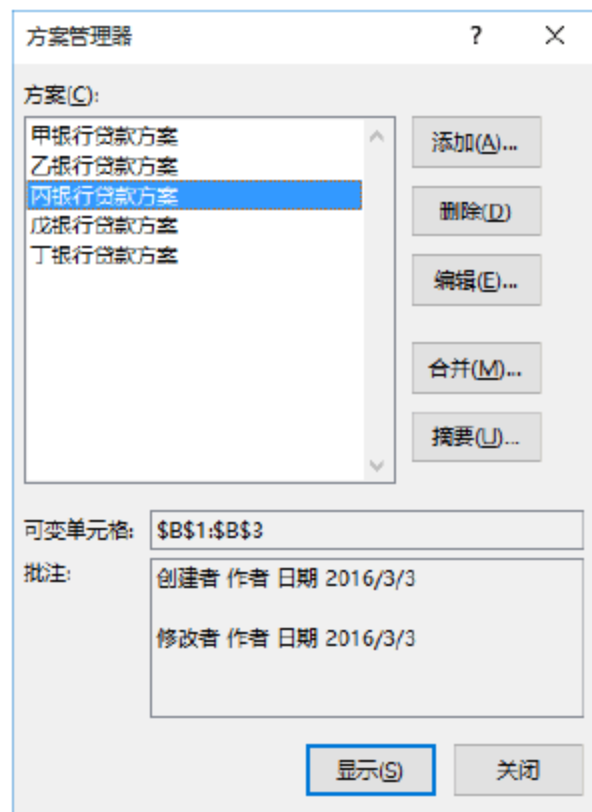 方案管理器
方案(C):
甲银行贷款方案
乙银行贷款方案
丙银行贷款方案
戊银行贷款方案
丁银行贷款方案
添加(A)...
删除(D)
编辑(E)...
合并(M)...
摘要(U)...
可变单元格: $B$1:$B$3
批注: 创建者 作者 日期 2016/3/3
修改者 作者 日期 2016/3/3
显示(S) 关闭